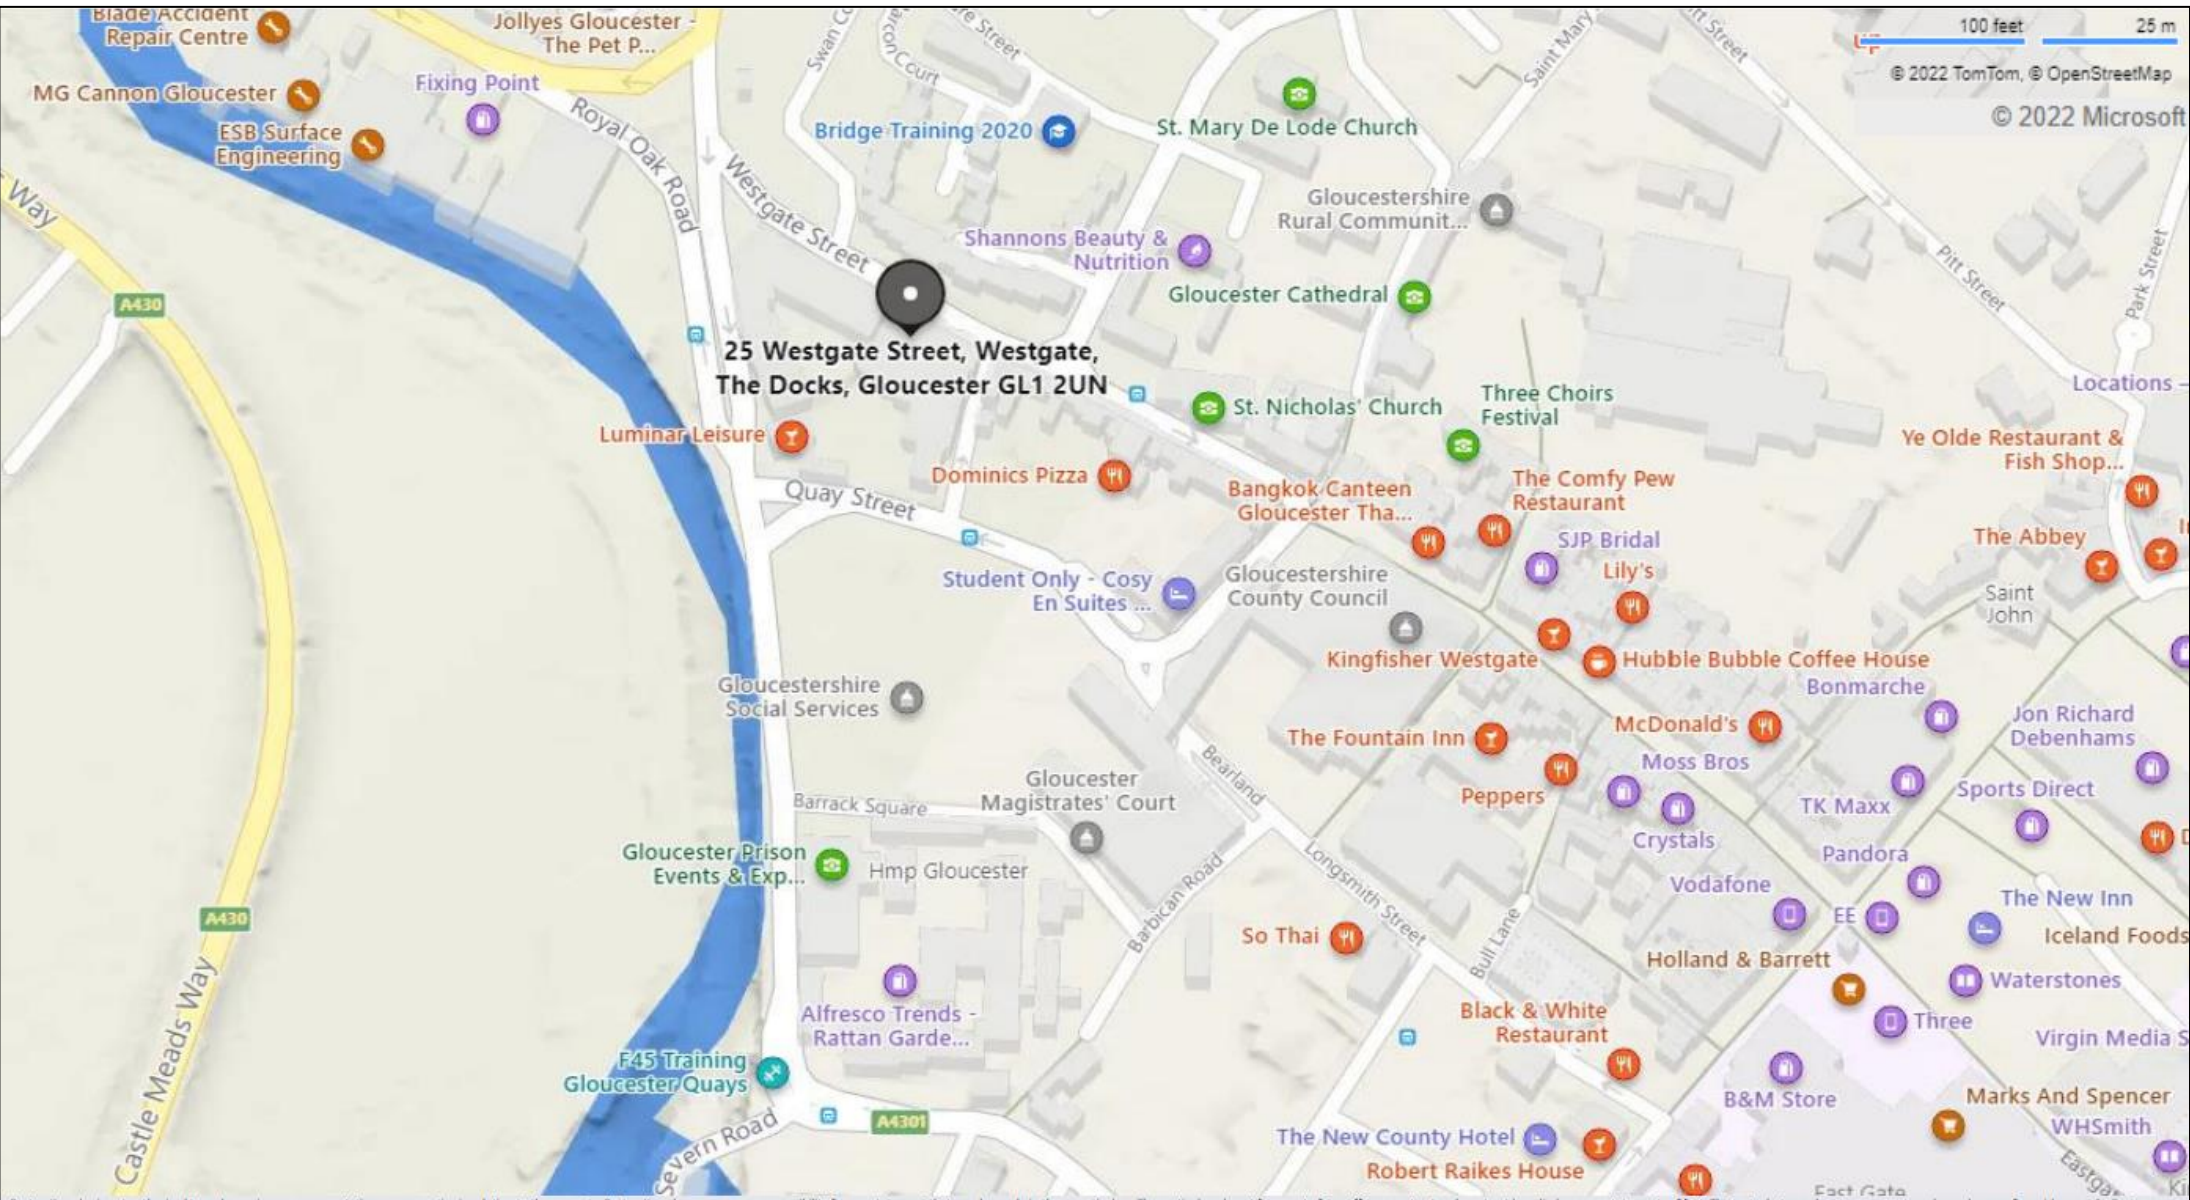 Blade Accident
Repair Centre
Jollyes Gloucester -
The Pet P...
100 feet
25 m
© 2022 TomTom, © OpenStreetMap
© 2022 Microsoft
MG Cannon Gloucester
Fixing Point
ESB Surface
Engineering
Royal Oak Road
Bridge Training 2020
St. Mary De Lode Church
Gloucestershire
Rural Communit...
Westgate Street
Shannons Beauty &
Nutrition
Gloucester Cathedral
Pitt Street
Park Street
Way
A430
25 Westgate Street, Westgate,
The Docks, Gloucester GL1 2UN
Locations -
St. Nicholas' Church
Three Choirs
Festival
Luminar Leisure
Dominics Pizza
Ye Olde Restaurant &
Fish Shop...
Quay Street
Bangkok Canteen
Gloucester Tha...
The Comfy Pew
Restaurant
SJP Bridal
The Abbey
Lily's
Student Only - Cosy
En Suites ...
Gloucestershire
County Council
Saint
John
Kingfisher Westgate
Hubble Bubble Coffee House
Gloucestershire
Social Services
Bonmarche
The Fountain Inn
McDonald's
Jon Richard
Debenhams
Bearland
Moss Bros
Peppers
Gloucester
Magistrates' Court
Barrack Square
TK Maxx
Sports Direct
Crystals
Gloucester Prison
Events & Exp...
Hmp Gloucester
Pandora
Vodafone
EE
The New Inn
A430
Barbican Road
Longsmith Street
Bull Lane
So Thai
Iceland Foods
Holland & Barrett
Waterstones
Alfresco Trends -
Rattan Garde...
Black & White
Restaurant
Three
Virgin Media S
Castle Meads Way
F45 Training
Gloucester Quays
B&M Store
Marks And Spencer
WHSmith
Severn Road
A4301
The New County Hotel
Robert Raikes House
East Gate